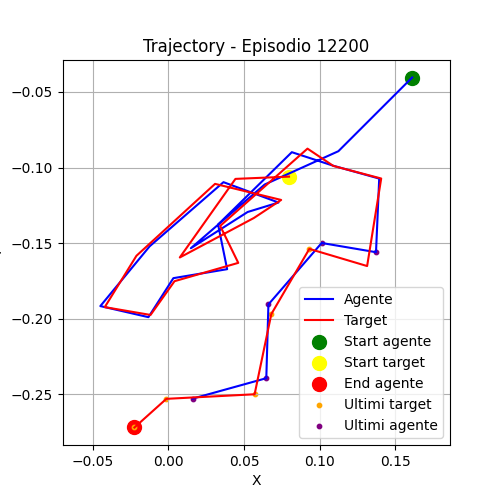 Trajectory - Episodio 12200
−0.05
−0.10
−0.15
−0.20
−0.25
−0.05
0.00
0.05
0.10
0.15
X
Agente
Target
Start agente
Start target
End agente
Ultimi target
Ultimi agente